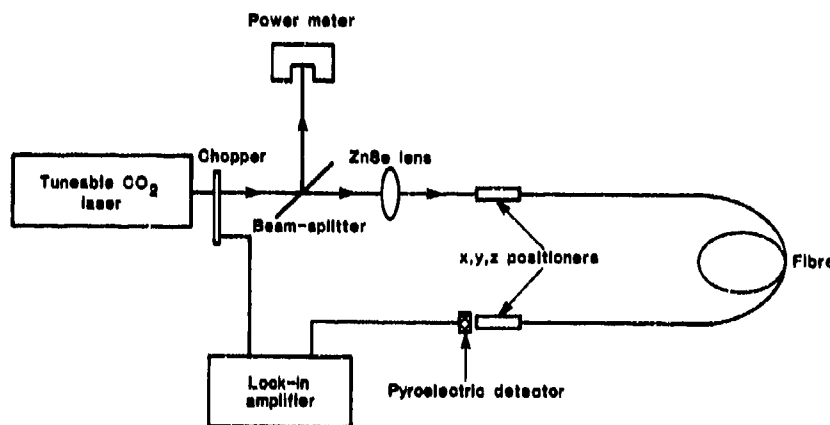 Power meter
Chopper
ZnSe lens
Tuneable CO2
laser
Beam-splitter
x,y,z positioners
Fibre
Pyroelectric detector
Lock-in
amplifier